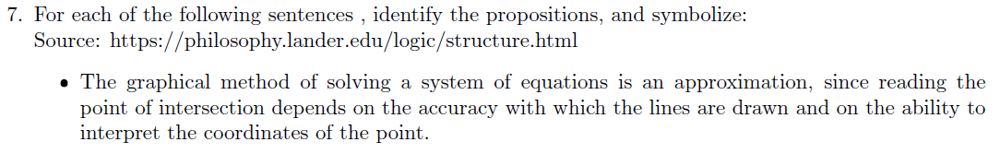 7. For each of the following sentences , identify the propositions, and symbolize:
Source: https://philosophy.lander.edu/logic/structure.html
• The graphical method of solving a system of equations is an approximation, since reading the
point of intersection depends on the accuracy with which the lines are drawn and on the ability to
interpret the coordinates of the point.